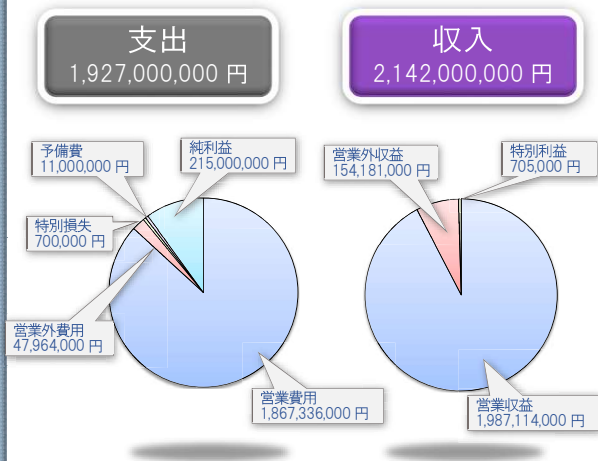 支出
1,927,000,000 円
収入
2,142,000,000 円
予備費
11,000,000 円
純利益
215,000,000 円
特別損失
700,000 円
営業外費用
47,964,000 円
営業費用
1,867,336,000 円
営業外収益
154,181,000 円
特別利益
705,000 円
営業収益
1,987,114,000 円